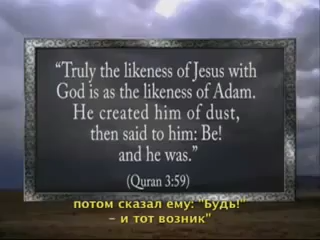 “Truly the likeness of Jesus with
God is as the likeness of Adam.
He created him of dust,
then said to him: Be!
and he was.”
(Quran 3:59)
потом сказал ему: "Будь!"
– и тот возник"